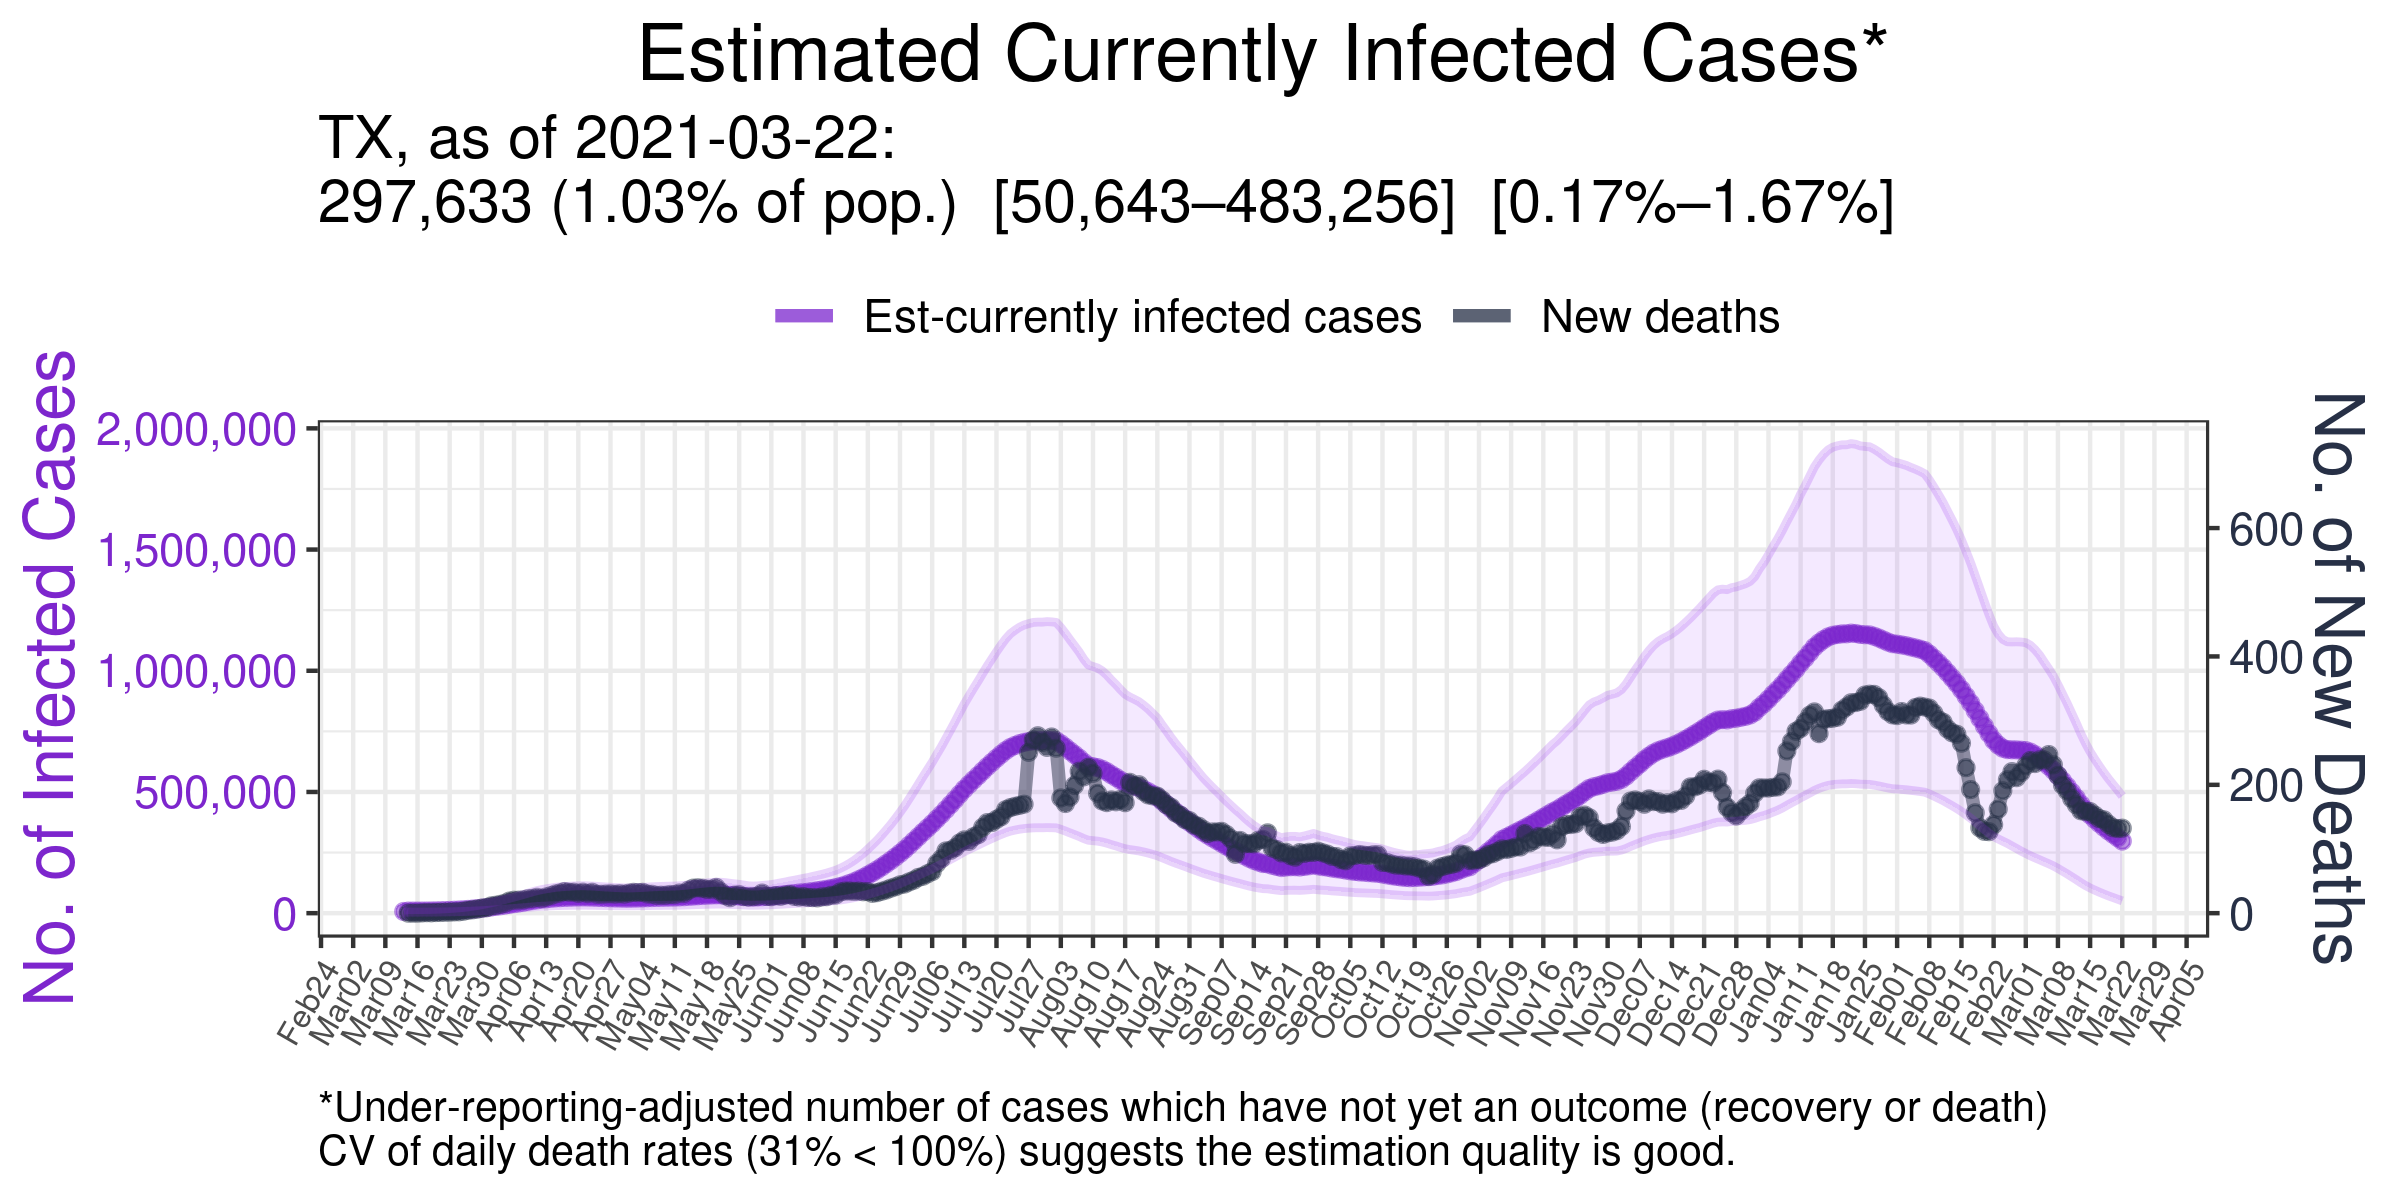 Estimated Currently Infected Cases*
TX, as of 2021-03-22:
297,633 (1.03% of pop.) [50,643–483,256] [0.17%–1.67%]
Est-currently infected cases New deaths
No. of Infected Cases
2,000,000
1,500,000
1,000,000
500,000
0
600
400
200
0
No. of New Deaths
Feb24 Mar02 Mar09 Mar16 Mar23 Mar30 Apr06 Apr13 Apr20 Apr27 May04 May11 May18 May25 Jun01 Jun08 Jun15 Jun22 Jun29 Jul06 Jul13 Jul20 Jul27 Aug03 Aug10 Aug17 Aug24 Aug31 Sep07 Sep14 Sep21 Sep28 Oct05 Oct12 Oct19 Oct26 Nov02 Nov09 Nov16 Nov23 Nov30 Dec07 Dec14 Dec21 Dec28 Jan04 Jan11 Jan18 Jan25 Feb01 Feb08 Feb15 Feb22 Mar01 Mar08 Mar15 Mar22 Mar29 Apr05
*Under-reporting-adjusted number of cases which have not yet an outcome (recovery or death)
CV of daily death rates (31% < 100%) suggests the estimation quality is good.